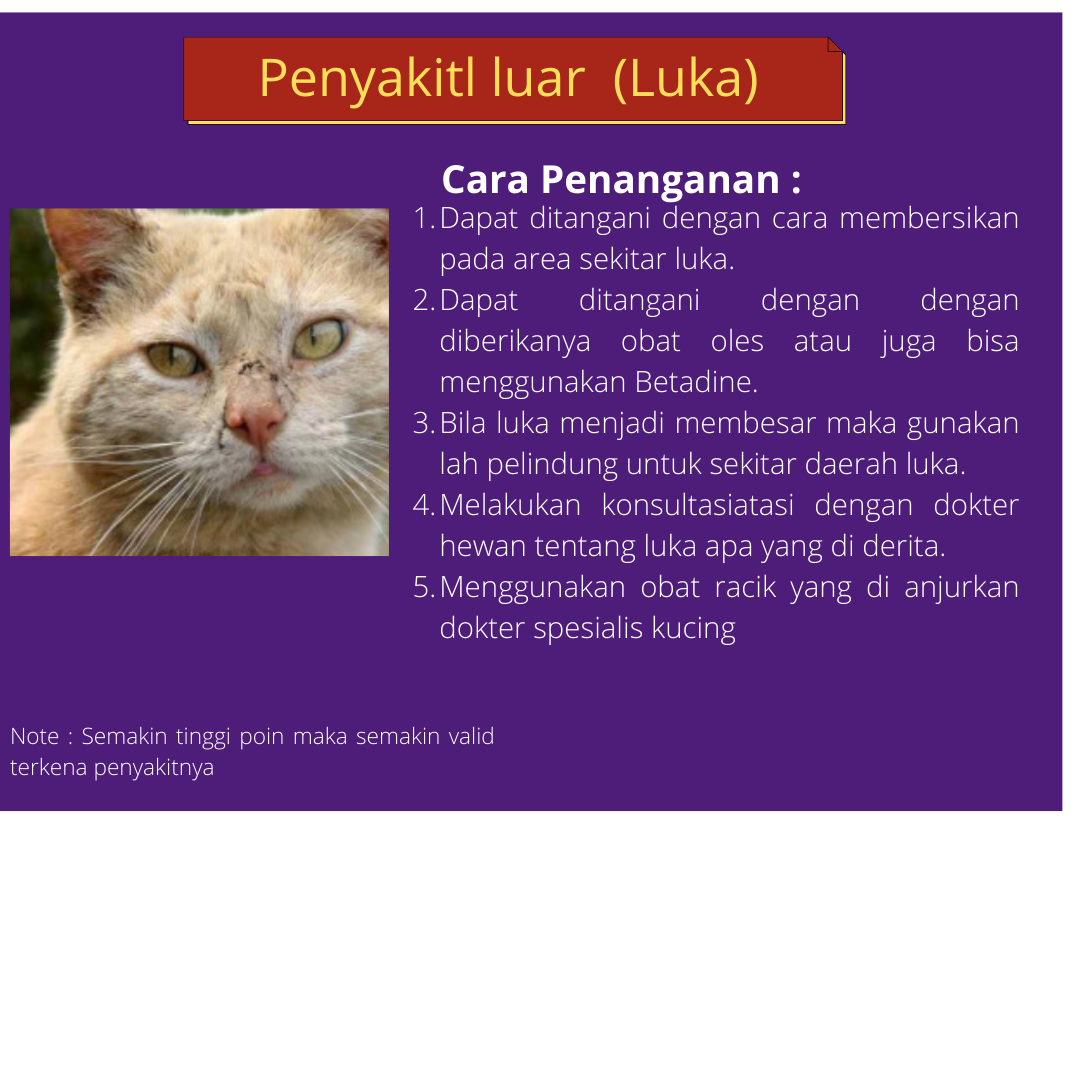 Penyakitl luar (Luka)
Cara Penanganan :
1. Dapat ditangani dengan cara membersikan
pada area sekitar luka.
2. Dapat ditangani dengan dengan
diberikanya obat oles atau juga bisa
menggunakan Betadine.
3. Bila luka menjadi membesar maka gunakan
lah pelindung untuk sekitar daerah luka.
4. Melakukan konsultasiatasi dengan dokter
hewan tentang luka apa yang di derita.
5. Menggunakan obat racik yang di anjurkan
dokter spesialis kucing
Note : Semakin tinggi poin maka semakin valid
terkena penyakitnya